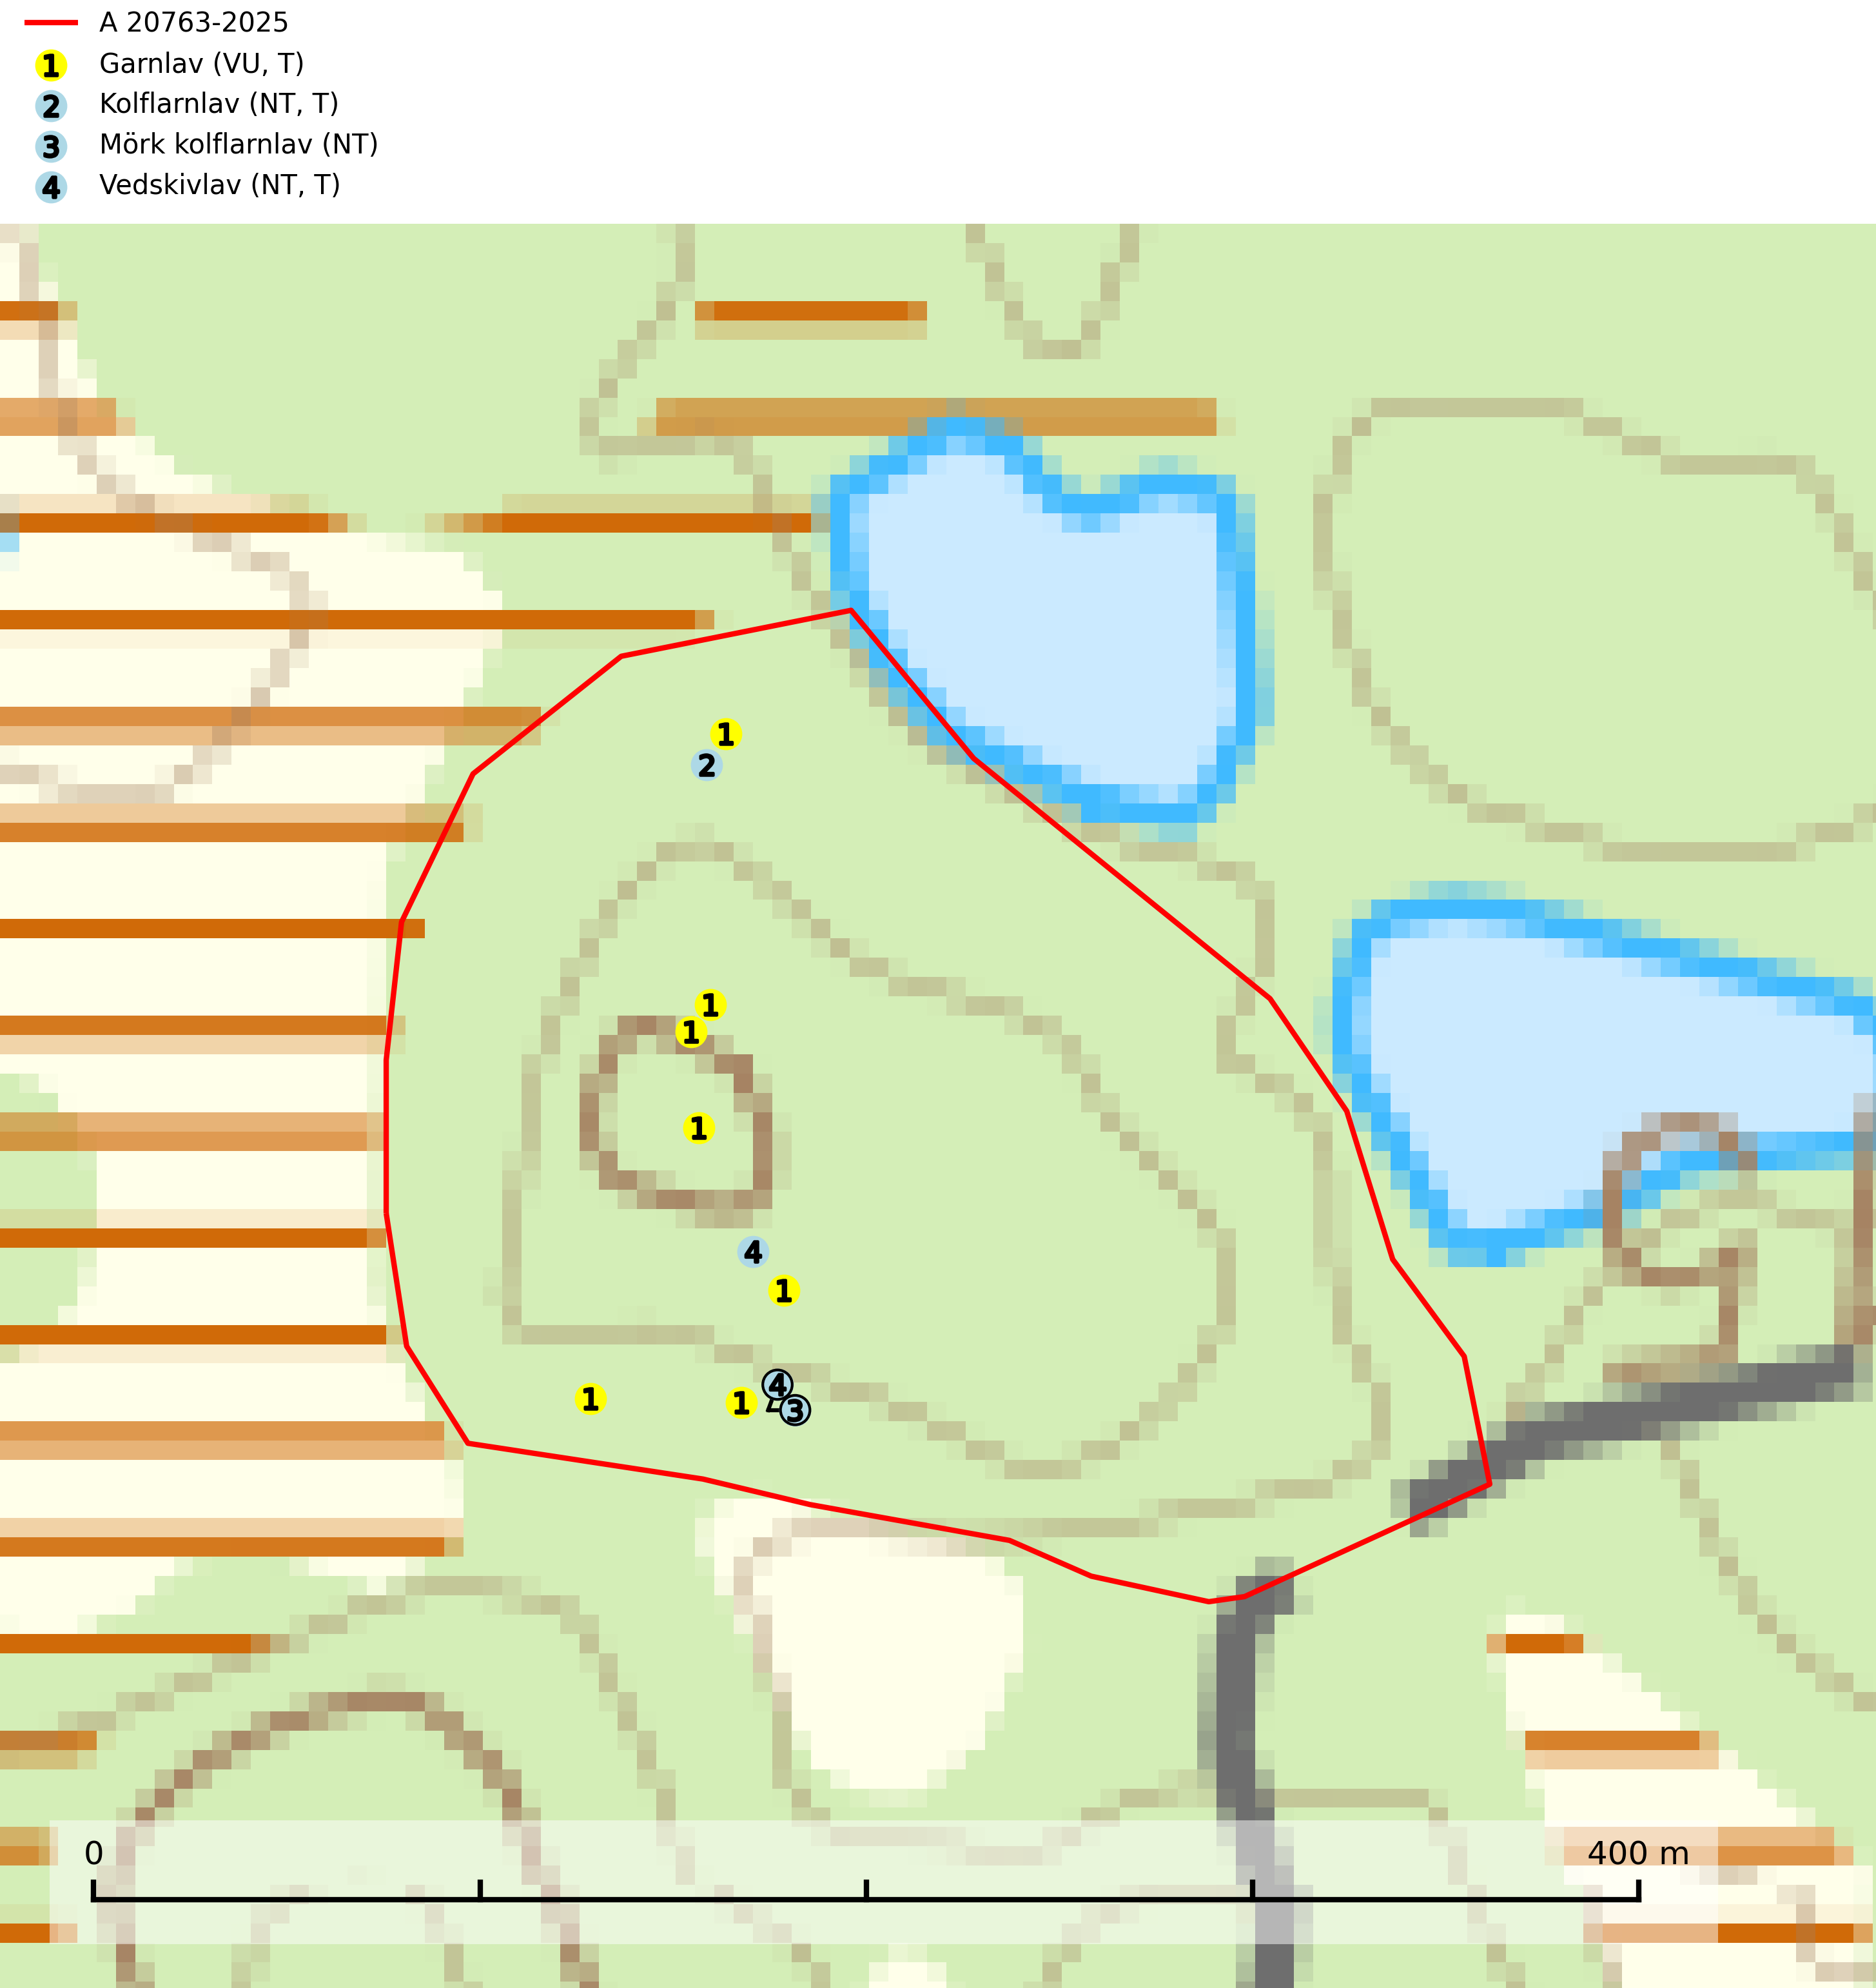 A 20763-2025
1 Garnlav (VU, T)
2 Kolflarnlav (NT, T)
3 Mörk kolflarnlav (NT)
4 Vedskivlav (NT, T)
1
2
1
1
1
4
1
1
1
4
3
0
400 m